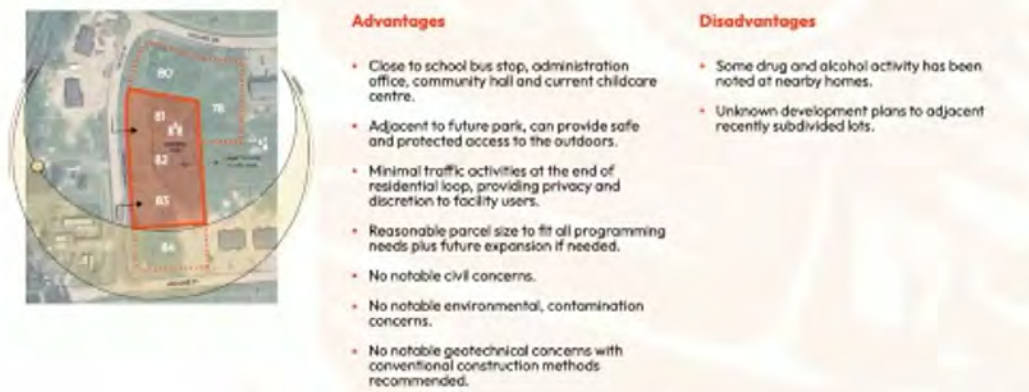 80
78
81
82
83
84
Advantages
• Close to school bus stop, administration
office, community hall and current childcare
centre.
• Adjacent to future park, can provide safe
and protected access to the outdoors.
• Minimal traffic activities at the end of
residential loop, providing privacy and
discretion to facility users.
• Reasonable parcel size to fit all programming
needs plus future expansion if needed.
• No notable civil concerns.
• No notable environmental, contamination
concerns.
• No notable geotechnical concerns with
conventional construction methods
recommended.
Disadvantages
• Some drug and alcohol activity has been
noted at nearby homes.
• Unknown development plans to adjacent
recently subdivided lots.